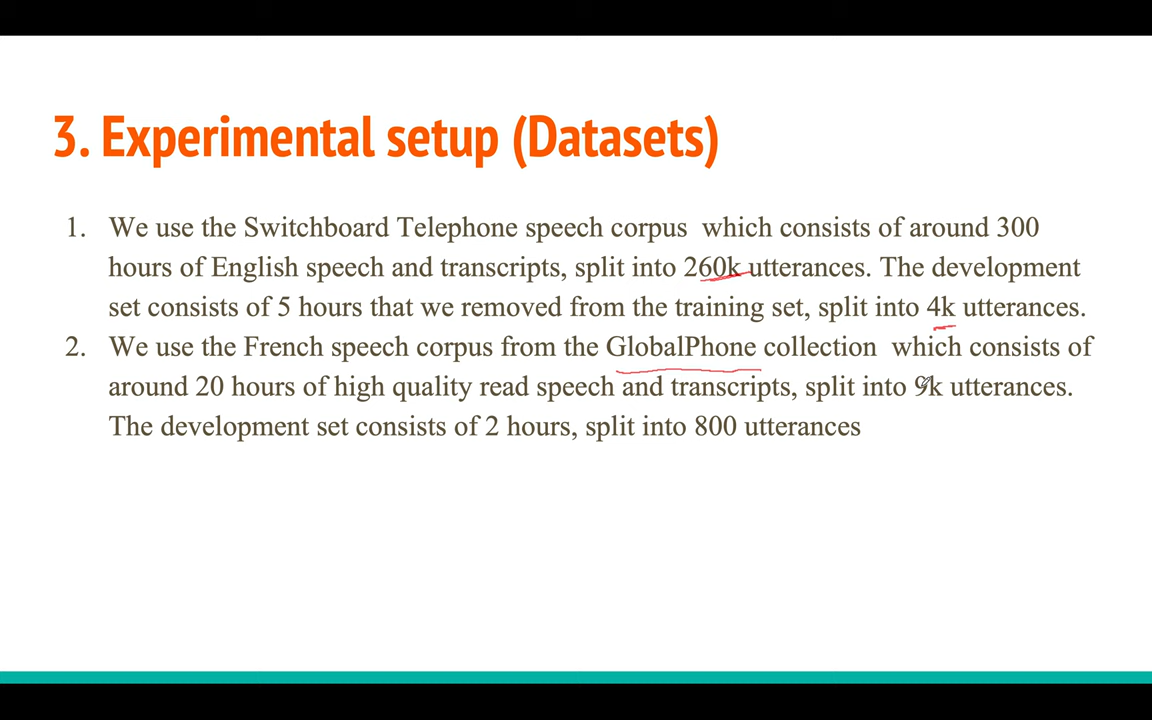 3. Experimental setup (Datasets)
1. We use the Switchboard Telephone speech corpus which consists of around 300
hours of English speech and transcripts, split into 260k utterances. The development
set consists of 5 hours that we removed from the training set, split into 4k utterances.
2. We use the French speech corpus from the GlobalPhone collection which consists of
around 20 hours of high quality read speech and transcripts, split into 9k utterances.
The development set consists of 2 hours, split into 800 utterances